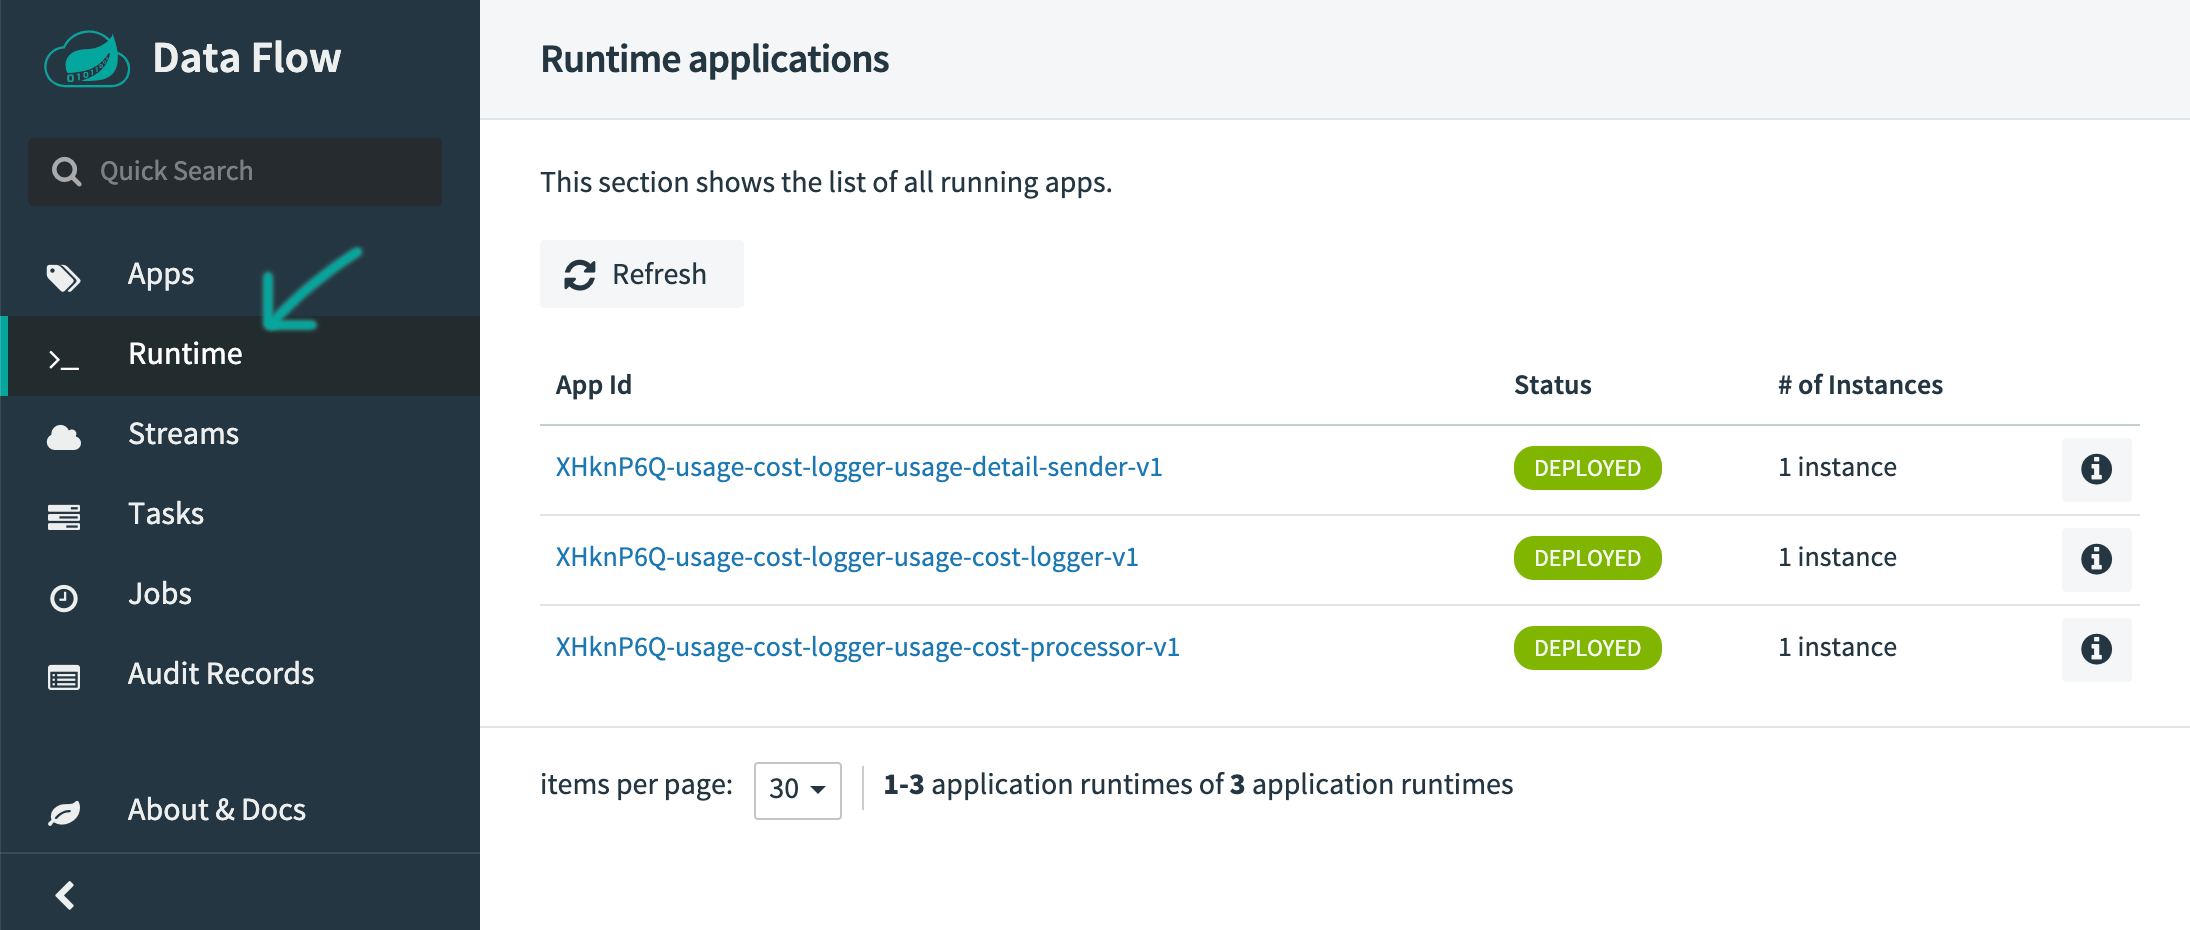 Data Flow
Quick Search
Apps
Runtime
Streams
Tasks
Jobs
Audit Records
About & Docs
Runtime applications
This section shows the list of all running apps.
Refresh
App Id Status # of Instances
XHknP6Q-usage-cost-logger-usage-detail-sender-v1 DEPLOYED 1 instance
XHknP6Q-usage-cost-logger-usage-cost-logger-v1 DEPLOYED 1 instance
XHknP6Q-usage-cost-logger-usage-cost-processor-v1 DEPLOYED 1 instance
items per page: 30 1-3 application runtimes of 3 application runtimes